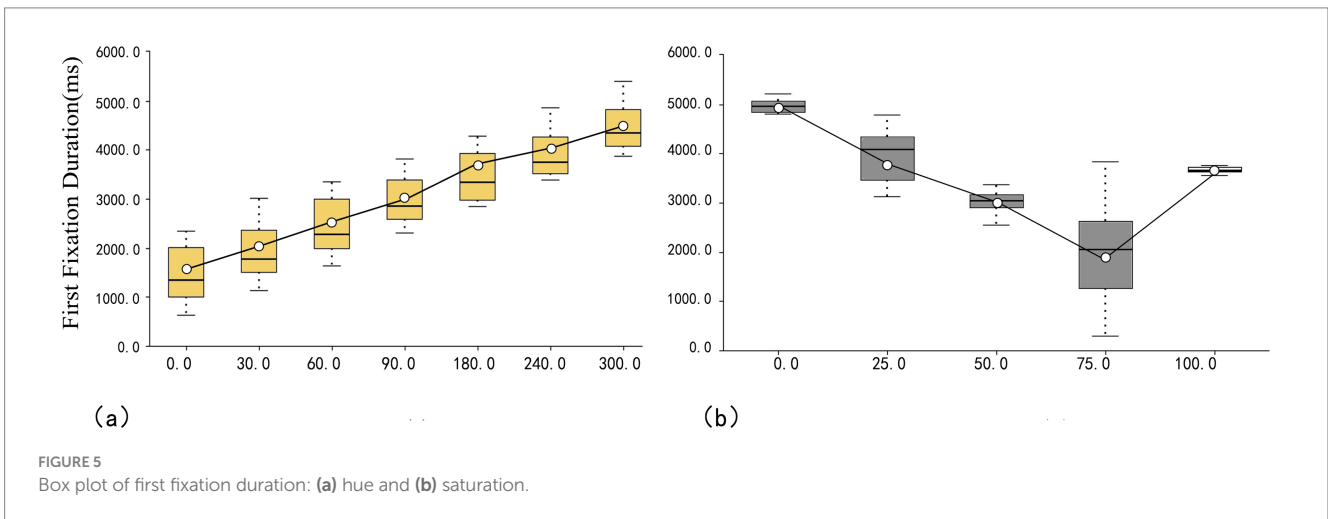 First Fixation Duration(ms)
6000.0
5000.0
4000.0
3000.0
2000.0
1000.0
0.0
0.0 30.0 60.0 90.0 180.0 240.0 300.0
(a)
6000.0
5000.0
4000.0
3000.0
2000.0
1000.0
0.0
0.0 25.0 50.0 75.0 100.0
(b)
FIGURE 5
Box plot of first fixation duration: (a) hue and (b) saturation.